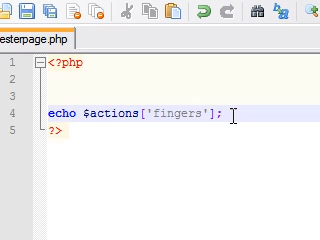 esterpage.php
1 <?php
2
3
4 echo $actions['fingers'];
5 ?>